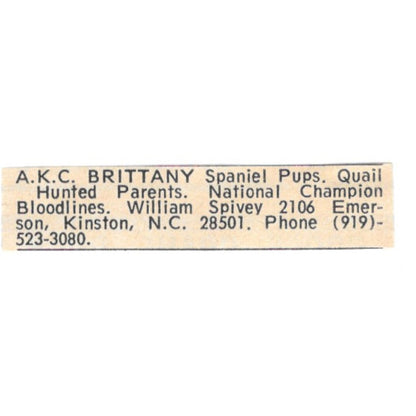 A.K.C. BRITTANY Spaniel Pups. Quail
Hunted Parents. National Champion
Bloodlines. William Spivey 2106 Emer-
son, Kinston, N.C. 28501. Phone (919)-
523-3080.